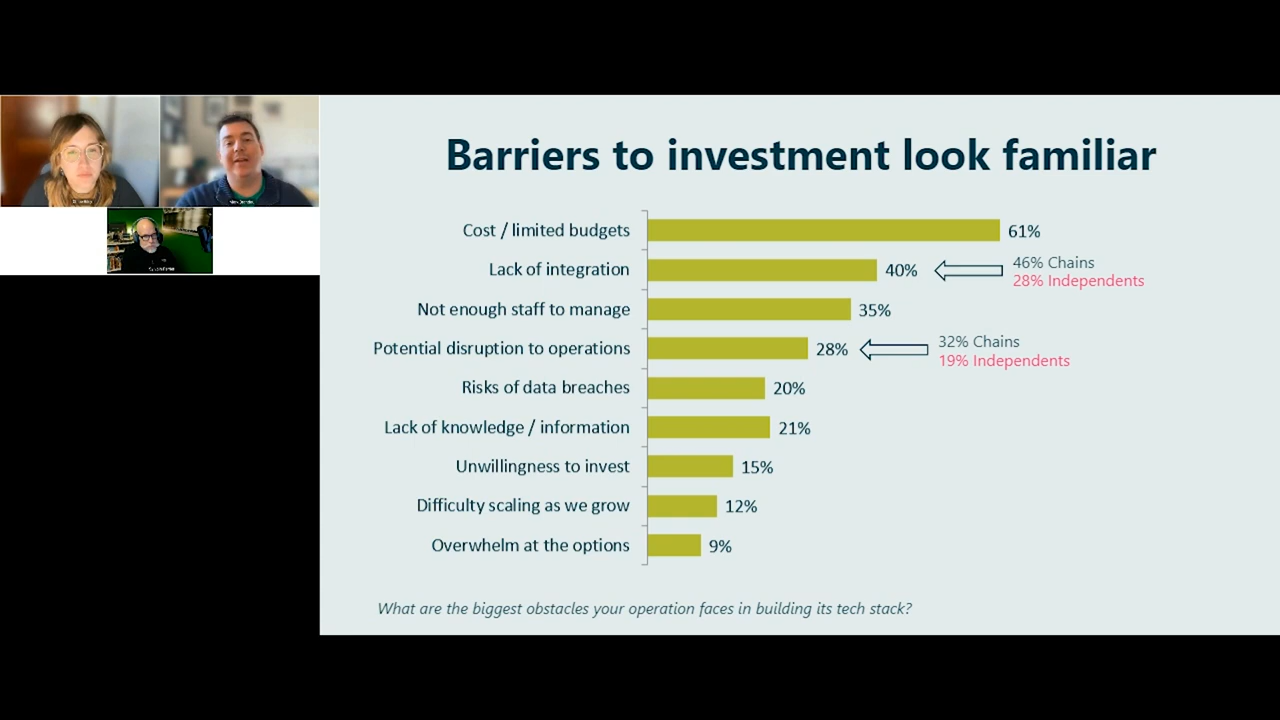 Barriers to investment look familiar
Cost / limited budgets 61%
Lack of integration 40%
46% Chains
28% Independents
Not enough staff to manage 35%
Potential disruption to operations 28%
32% Chains
19% Independents
Risks of data breaches 20%
Lack of knowledge / information 21%
Unwillingness to invest 15%
Difficulty scaling as we grow 12%
Overwhelm at the options 9%
What are the biggest obstacles your operation faces in building its tech stack?